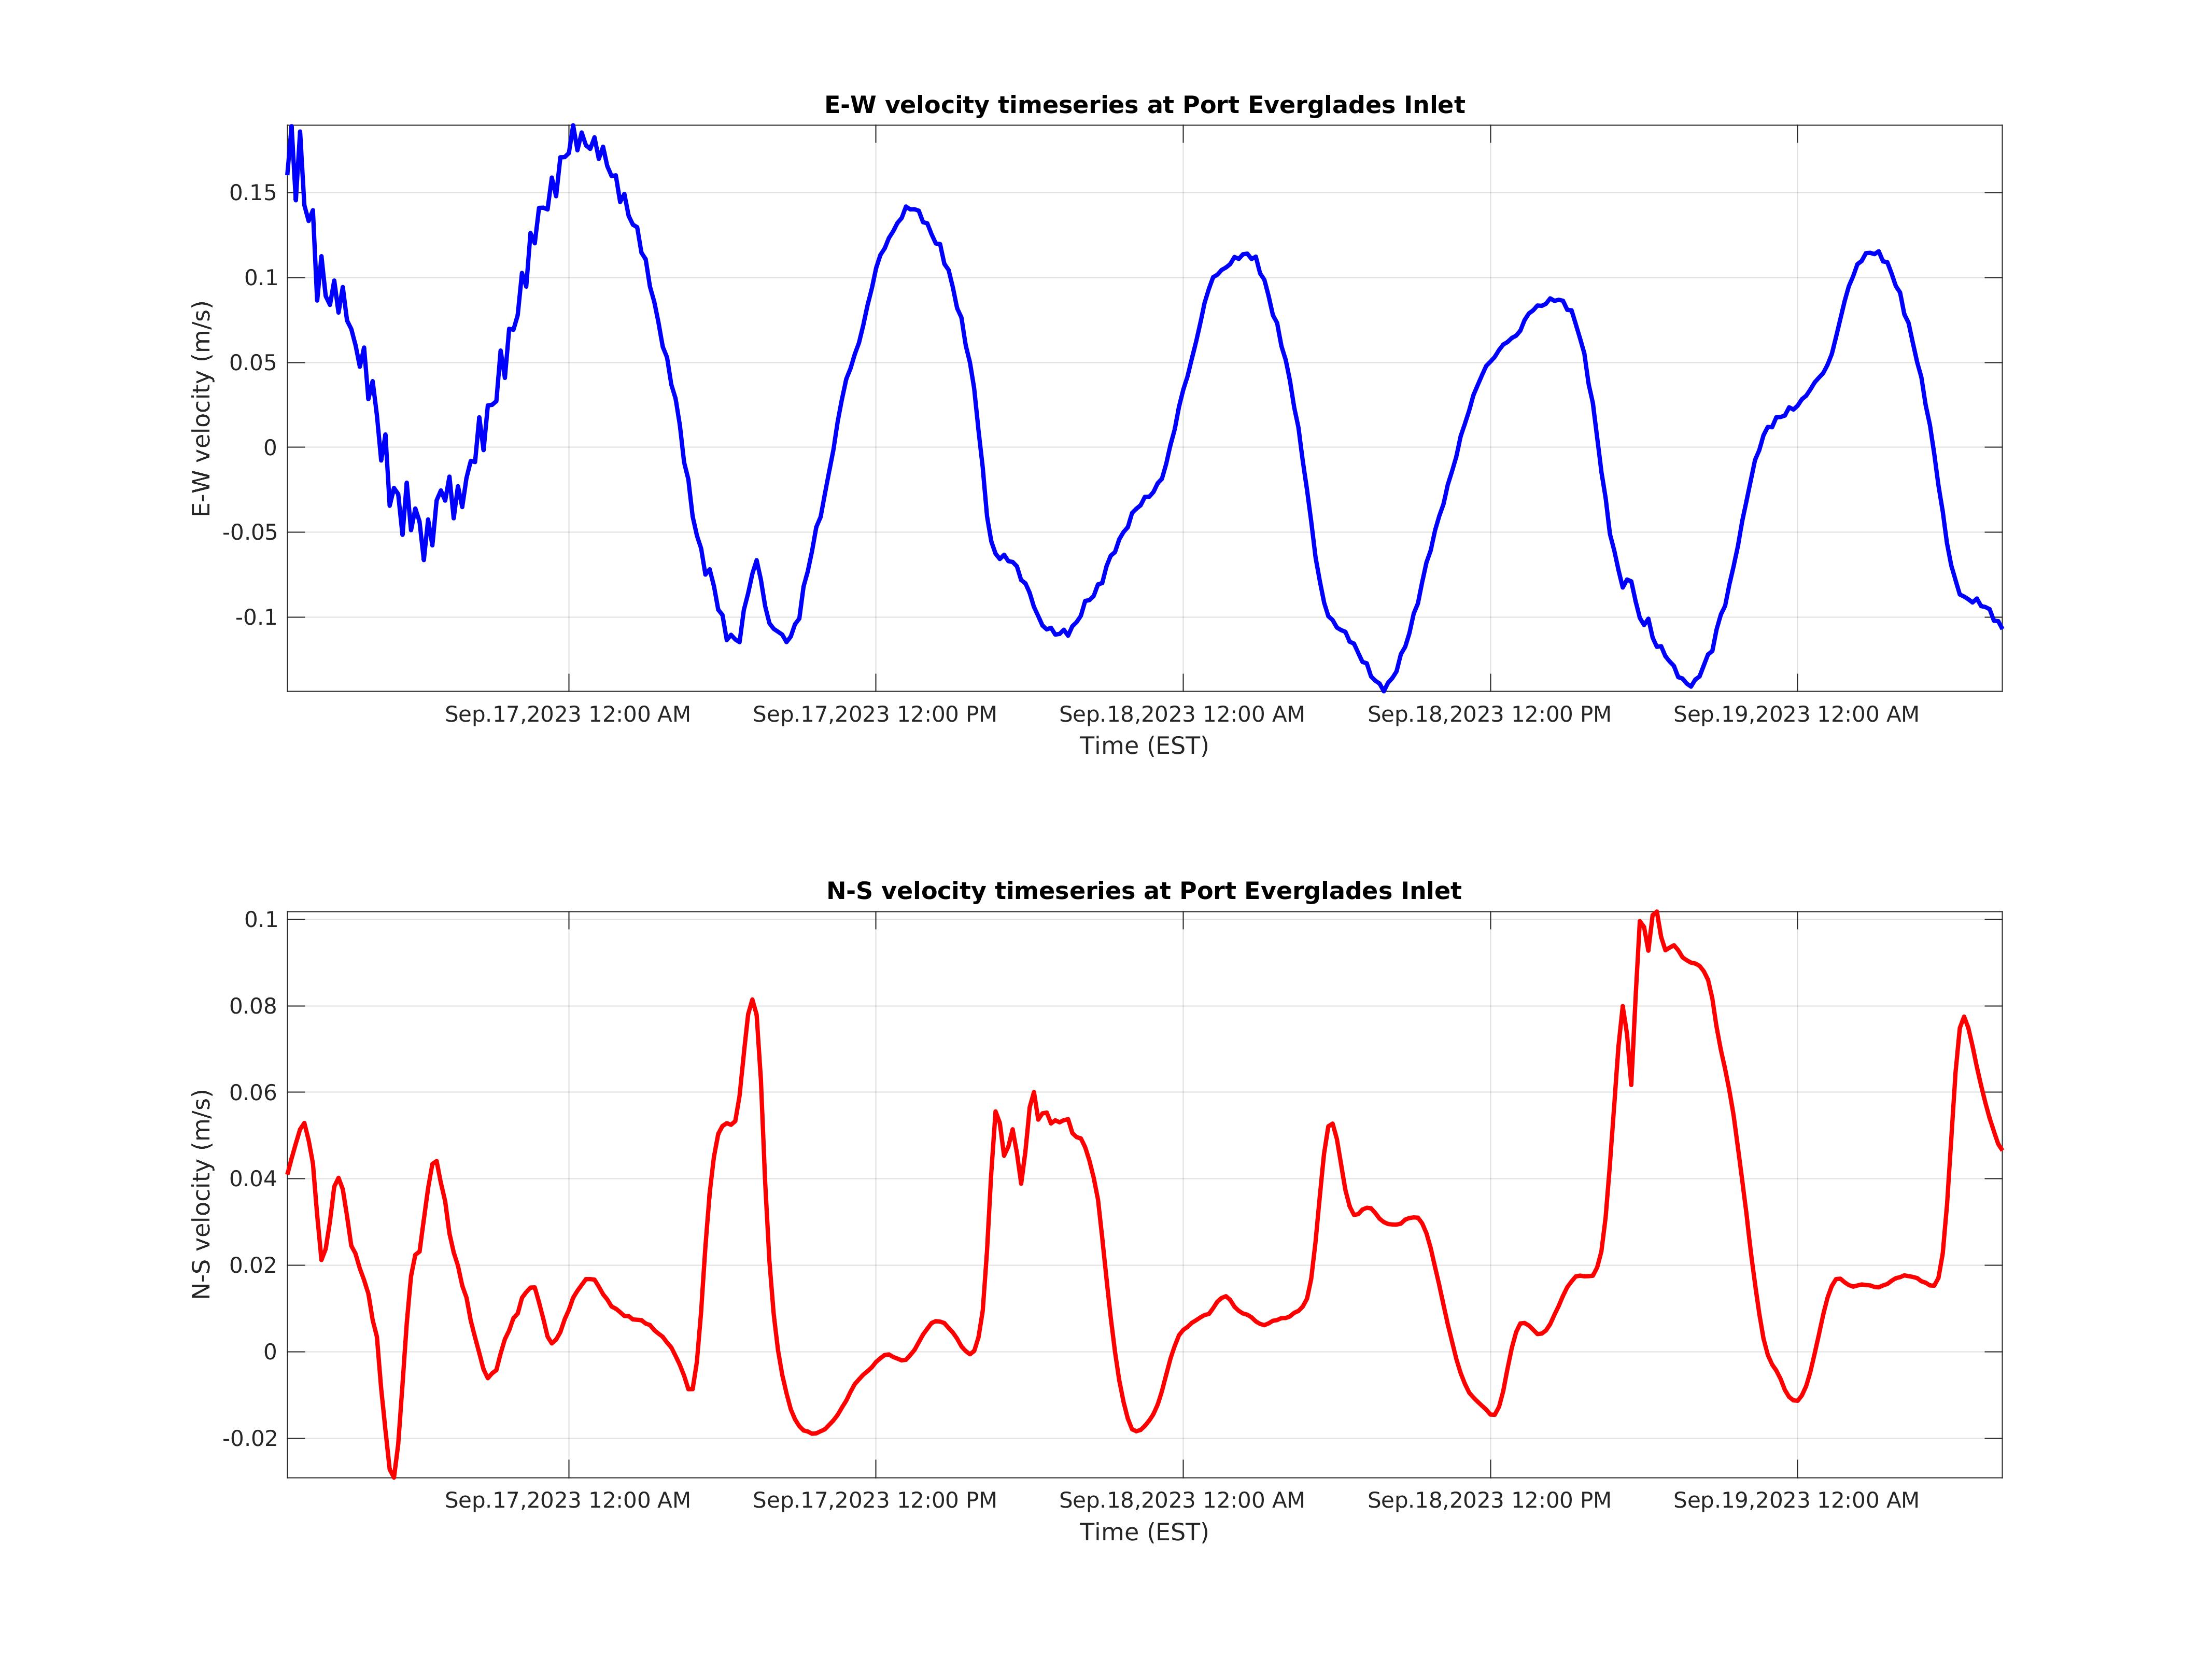 E-W velocity timeseries at Port Everglades Inlet
E-W velocity (m/s)
0.15
0.1
0.05
0
-0.05
-0.1
Sep.17,2023 12:00 AM Sep.17,2023 12:00 PM Sep.18,2023 12:00 AM Sep.18,2023 12:00 PM Sep.19,2023 12:00 AM
Time (EST)
N-S velocity timeseries at Port Everglades Inlet
N-S velocity (m/s)
0.1
0.08
0.06
0.04
0.02
0
-0.02
Sep.17,2023 12:00 AM Sep.17,2023 12:00 PM Sep.18,2023 12:00 AM Sep.18,2023 12:00 PM Sep.19,2023 12:00 AM
Time (EST)